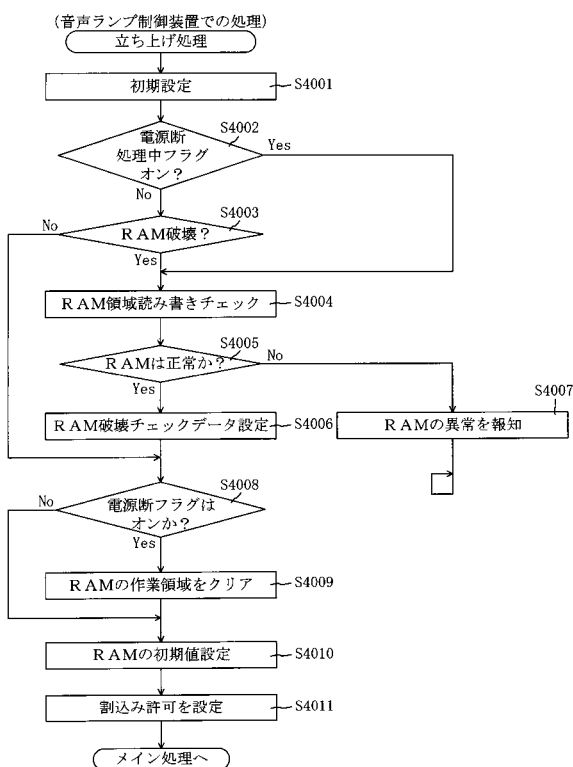 (音声ランプ制御装置での処理)
立ち上げ処理
初期設定
S4001
電源断
処理中フラグ
オン？
S4002
Yes
No
RAM破壊？
S4003
No
Yes
RAM領域読み書きチェック
S4004
RAMは正常か？
S4005
No
Yes
RAM破壊チェックデータ設定
S4006
RAMの異常を報知
S4007
電源断フラグは
オンか？
S4008
No
Yes
RAMの作業領域をクリア
S4009
RAMの初期値設定
S4010
割込み許可を設定
S4011
メイン処理へ